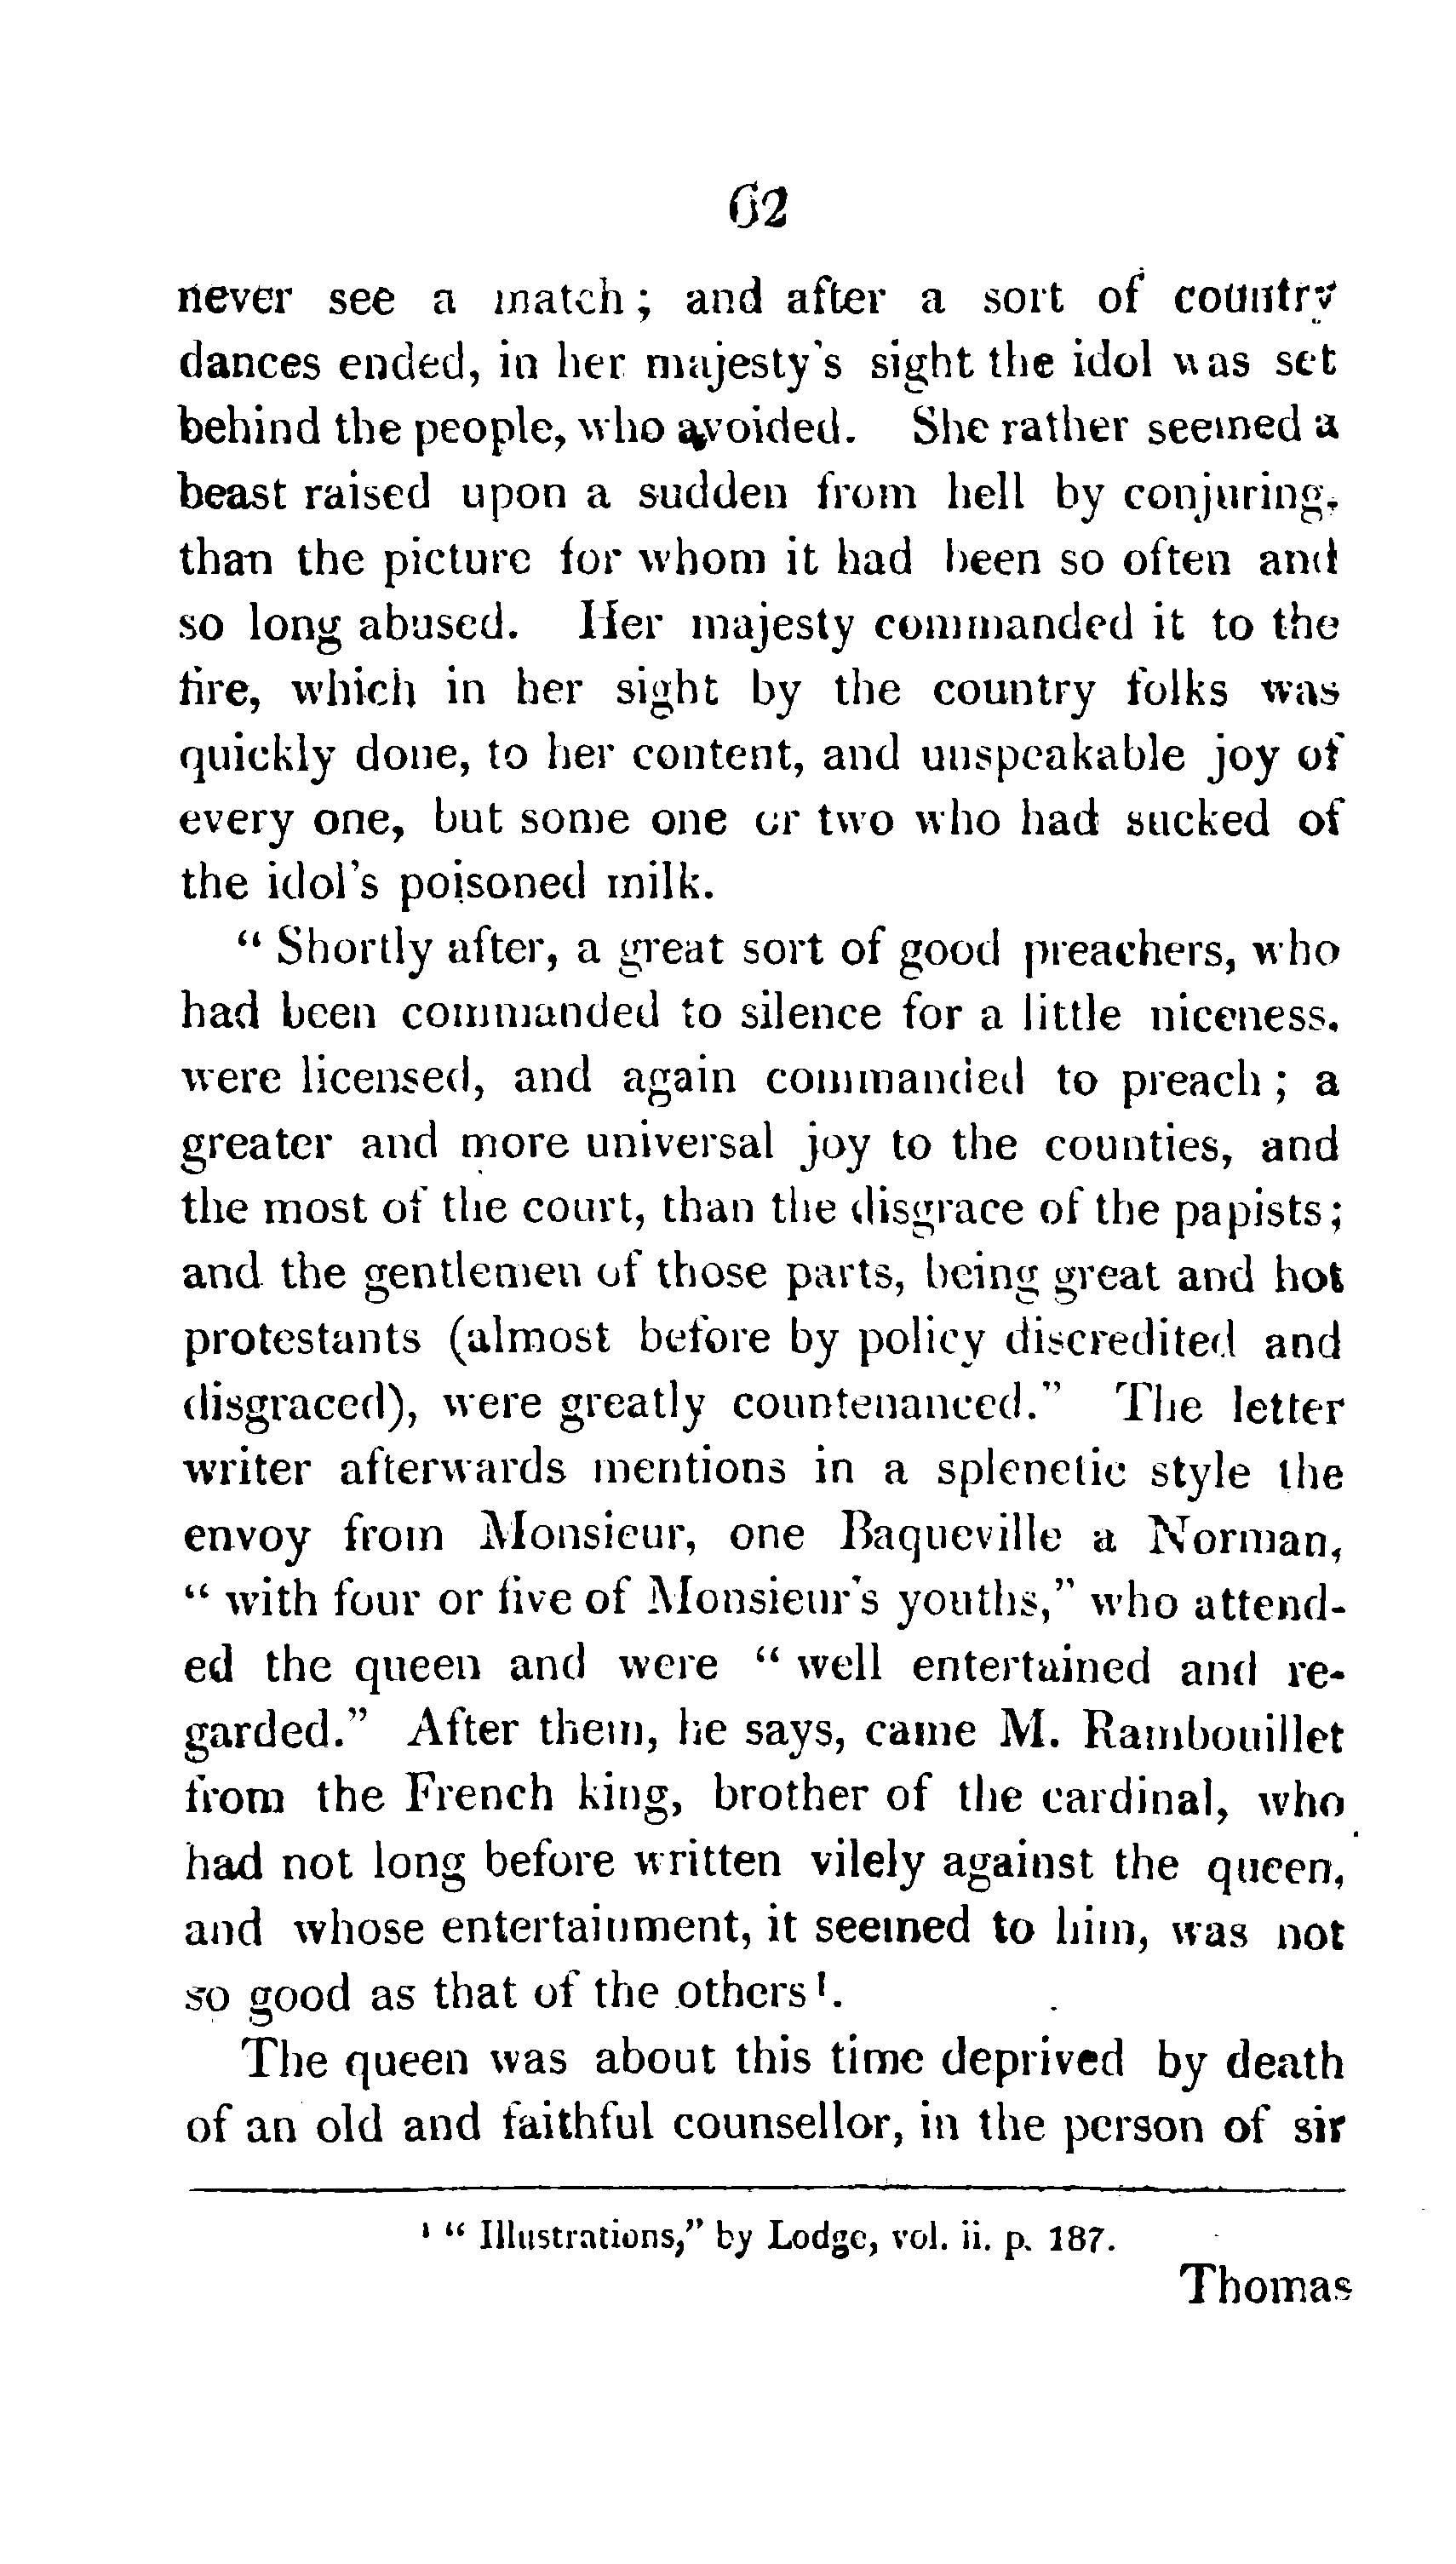 62
never see a match; and after a sort of country
dances ended, in her majesty's sight the idol was set
behind the people, who avoided. She rather seemed a
beast raised upon a sudden from hell by conjuring,
than the picture for whom it had been so often and
so long abused. Her majesty commanded it to the
fire, which in her sight by the country folks was
quickly done, to her content, and unspeakable joy of
every one, but some one or two who had sucked of
the idol's poisoned milk.
" Shortly after, a great sort of good preachers, who
had been commanded to silence for a little niceness.
were licensed, and again commanded to preach; a
greater and more universal joy to the counties, and
the most of the court, than the disgrace of the papists;
and the gentlemen of those parts, being great and hot
protestants (almost before by policy discredited and
disgraced), were greatly countenanced." The letter
writer afterwards mentions in a splenetic style the
envoy from Monsieur, one Baqueville a Norman,
" with four or five of Monsieur's youths," who attend-
ed the queen and were " well entertained and re-
garded." After them, he says, came M. Rambouillet
from the French king, brother of the cardinal, who
had not long before written vilely against the queen,
and whose entertainment, it seemed to him, was not
so good as that of the others¹.
The queen was about this time deprived by death
of an old and faithful counsellor, in the person of sir
¹ " Illustrations," by Lodge, vol. ii. p. 187.
Thomas